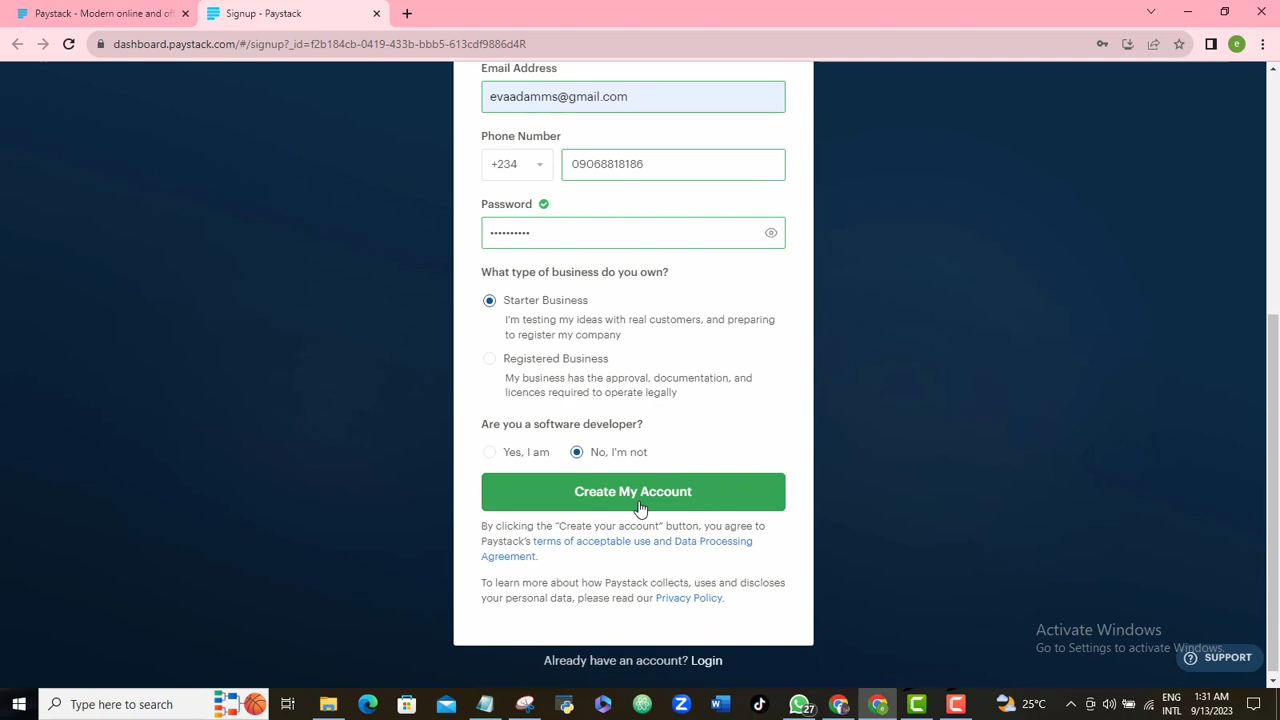 Paystack - Modern online and of
Signup - Paystack
dashboard.paystack.com/#/signup?_id=f2b184cb-0419-433b-bbb5-613cdf9886d4R
e
Email Address
evaadamms@gmail.com
Phone Number
+234
09068818186
Password
••••••••••
What type of business do you own?
Starter Business
I'm testing my ideas with real customers, and preparing
to register my company
Registered Business
My business has the approval, documentation, and
licences required to operate legally
Are you a software developer?
Yes, I am
No, I'm not
Create My Account
By clicking the “Create your account” button, you agree to
Paystack’s terms of acceptable use and Data Processing
Agreement.
To learn more about how Paystack collects, uses and discloses
your personal data, please read our Privacy Policy.
Already have an account? Login
Activate Windows
Go to Settings to activate Windows.
SUPPORT
Type here to search
27
25°C
ENG
INTL
1:31 AM
9/13/2023